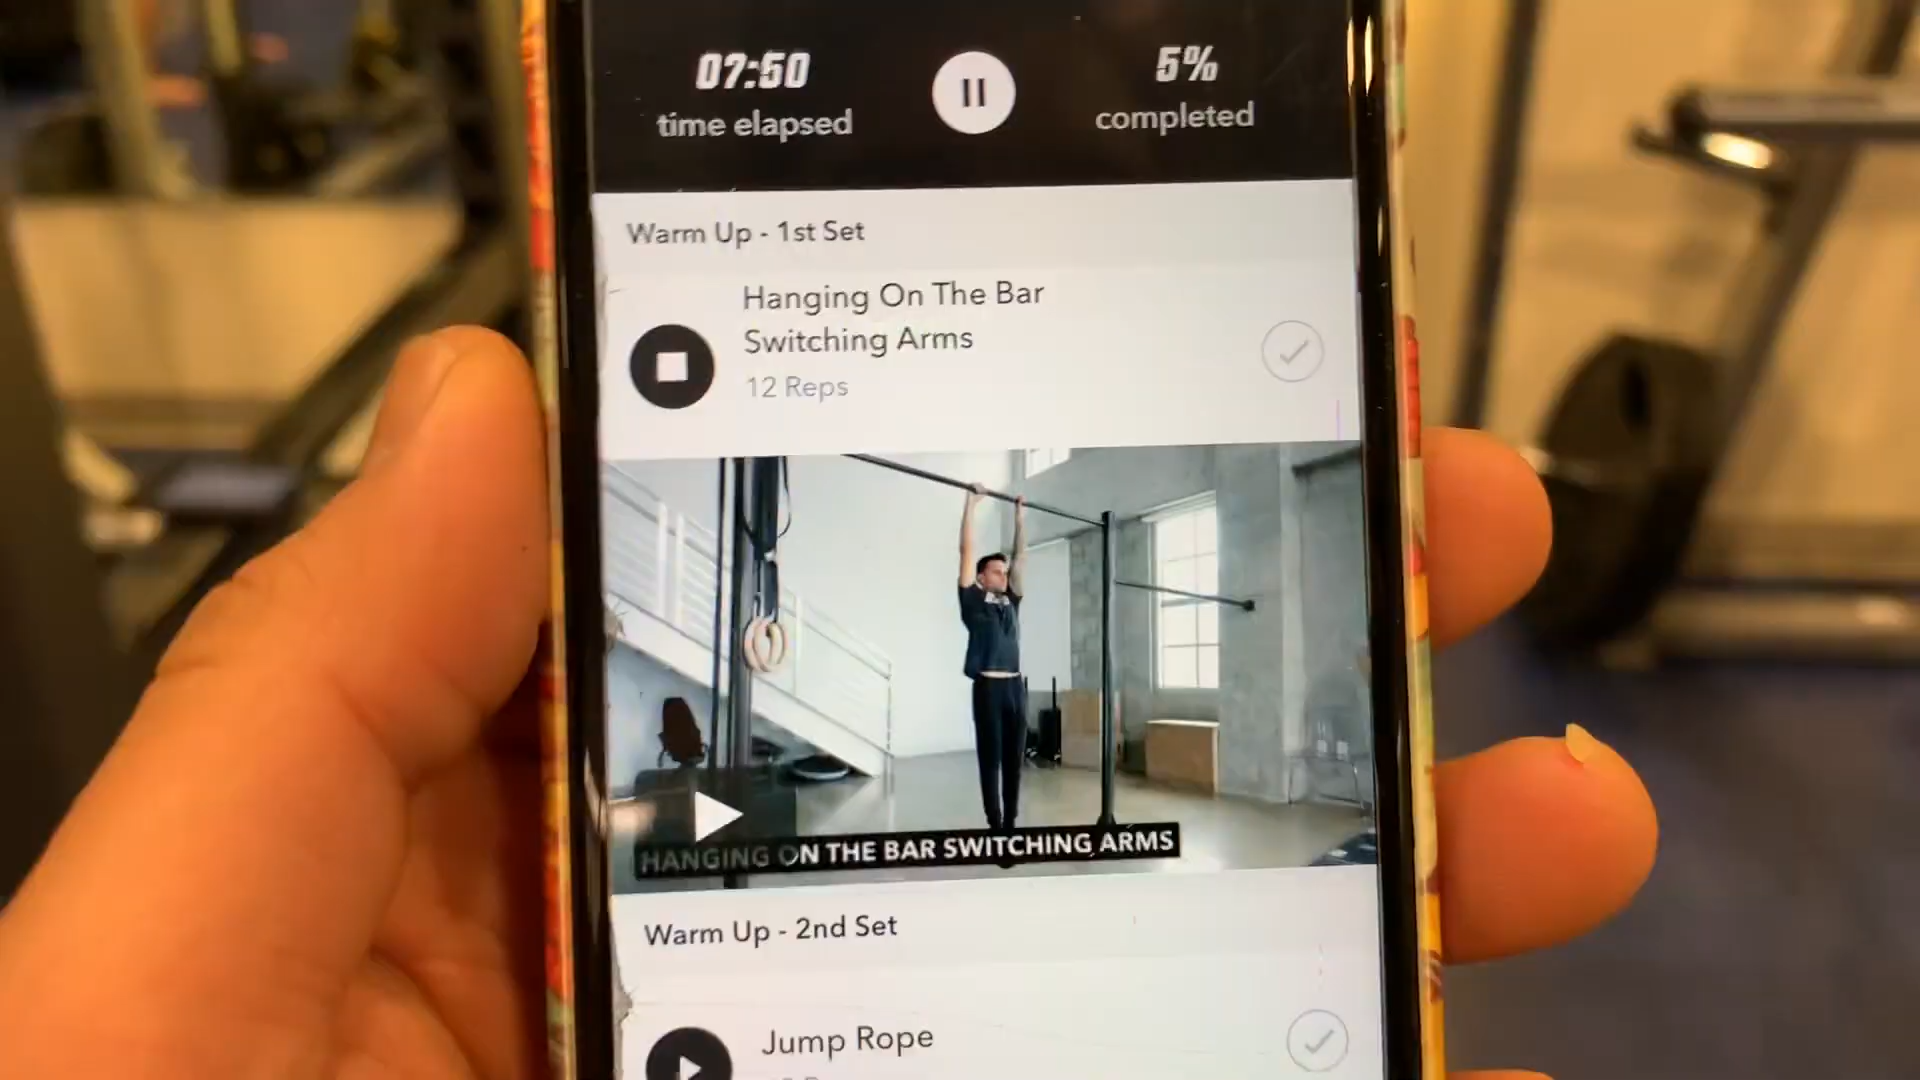 07:50
time elapsed
5%
completed
Warm Up - 1st Set
Hanging On The Bar
Switching Arms
12 Reps
HANGING ON THE BAR SWITCHING ARMS
Warm Up - 2nd Set
Jump Rope